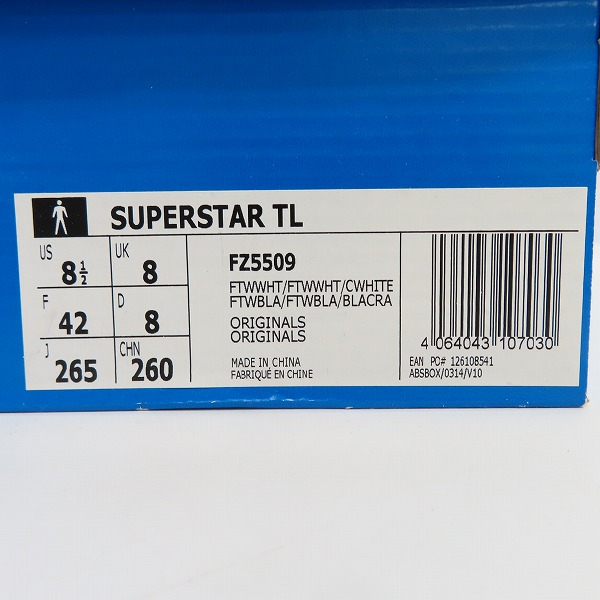 SUPERSTAR TL
US 8½ UK 8
F 42 D 8
J 265 CHN 260
FZ5509
FTWWHT/FTWWHT/CWHITE
FTWBLA/FTWBLA/BLACRA
ORIGINALS
ORIGINALS
MADE IN CHINA
FABRIQUÉ EN CHINE
4 064043 107030
EAN PO# 126108541
ABSBOX/0314/V10